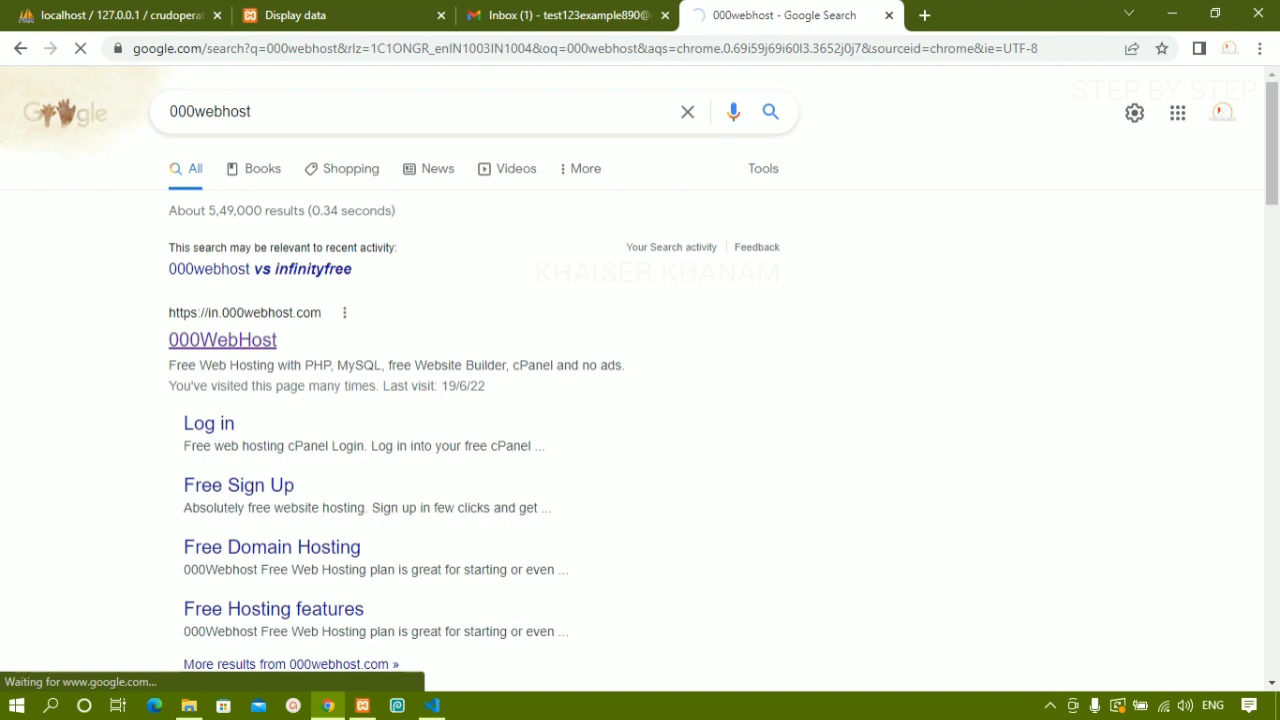 localhost / 127.0.0.1 / crudoperat
Display data
Inbox (1) - test123example890@
000webhost - Google Search
google.com/search?q=000webhost&rlz=1C1ONGR_enIN1003IN1004&oq=000webhost&aqs=chrome.0.69i59j69i60l3.3652j0j7&sourceid=chrome&ie=UTF-8
STEP BY STEP
Google
000webhost
All
Books
Shopping
News
Videos
More
Tools
About 5,49,000 results (0.34 seconds)
This search may be relevant to recent activity:
Your Search activity
Feedback
000webhost vs infinityfree
KHAISER KHANAM
https://in.000webhost.com
000WebHost
Free Web Hosting with PHP, MySQL, free Website Builder, cPanel and no ads.
You've visited this page many times. Last visit: 19/6/22
Log in
Free web hosting cPanel Login. Log in into your free cPanel ...
Free Sign Up
Absolutely free website hosting. Sign up in few clicks and get ...
Free Domain Hosting
000Webhost Free Web Hosting plan is great for starting or even ...
Free Hosting features
000Webhost Free Web Hosting plan is great for starting or even ...
More results from 000webhost.com »
Waiting for www.google.com...
ENG